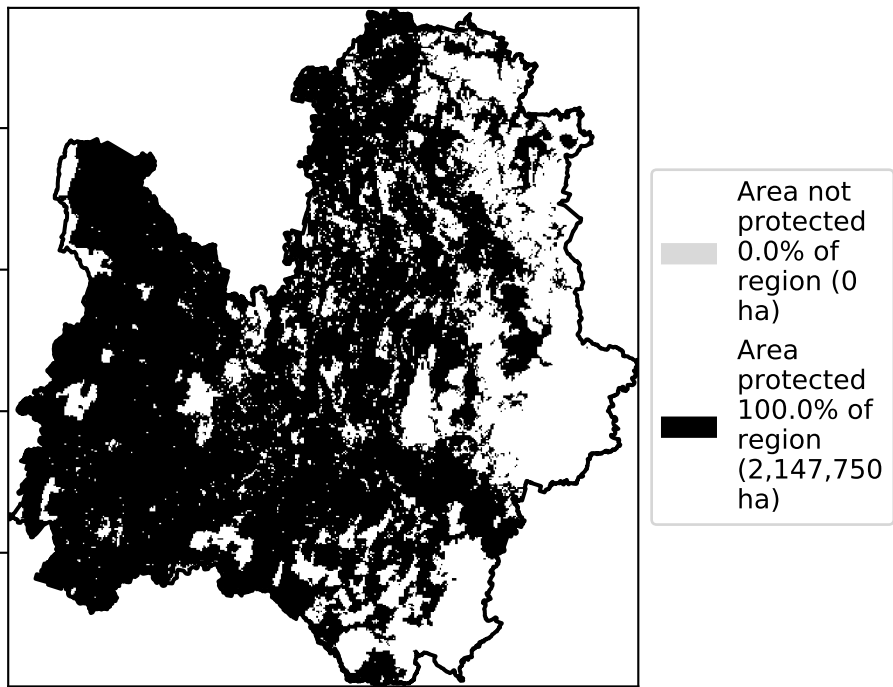 Area not
protected
0.0% of
region (0
ha)
Area
protected
100.0% of
region
(2,147,750
ha)